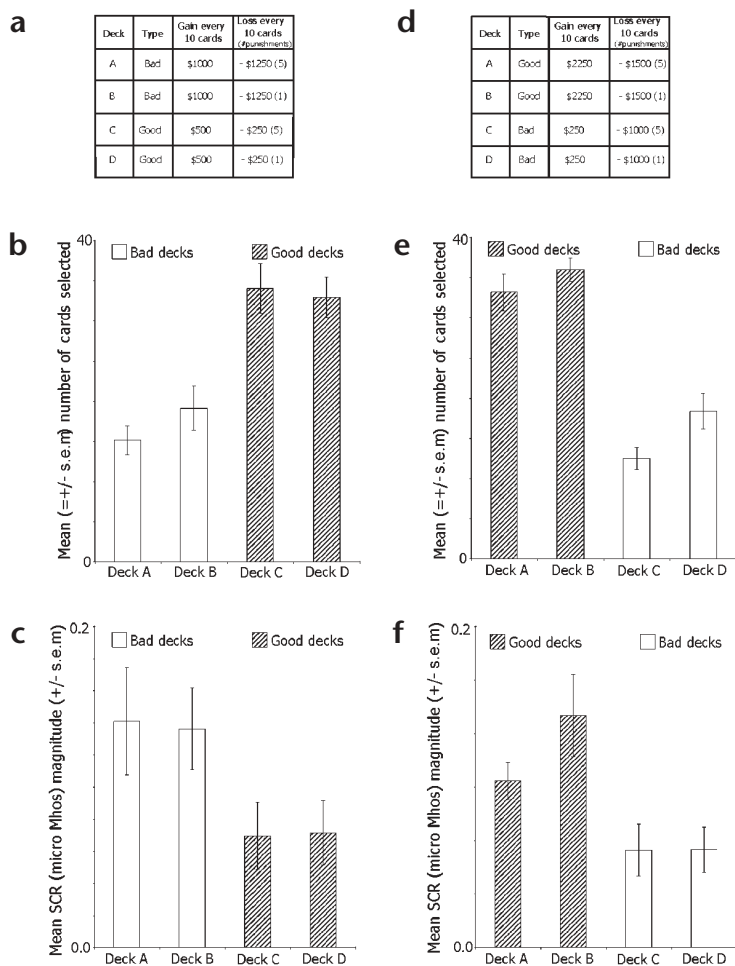 a
Deck Type Gain every 10 cards Loss every 10 cards (#punishments)
A Bad $1000 - $1250 (5)
B Bad $1000 - $1250 (1)
C Good $500 - $250 (5)
D Good $500 - $250 (1)
d
Deck Type Gain every 10 cards Loss every 10 cards (#punishments)
A Good $2250 - $1500 (5)
B Good $2250 - $1500 (1)
C Bad $250 - $1000 (5)
D Bad $250 - $1000 (1)
b
Mean (=+/- s.e.m) number of cards selected
40
Bad decks Good decks
0
Deck A Deck B Deck C Deck D
e
Mean (=+/- s.e.m) number of cards selected
40
Good decks Bad decks
0
Deck A Deck B Deck C Deck D
c
Mean SCR (micro Mhos) magnitude (+/- s.e.m)
0.2
Bad decks Good decks
0.0
Deck A Deck B Deck C Deck D
f
Mean SCR (micro Mhos) magnitude (+/- s.e.m)
0.2
Good decks Bad decks
0.0
Deck A Deck B Deck C Deck D